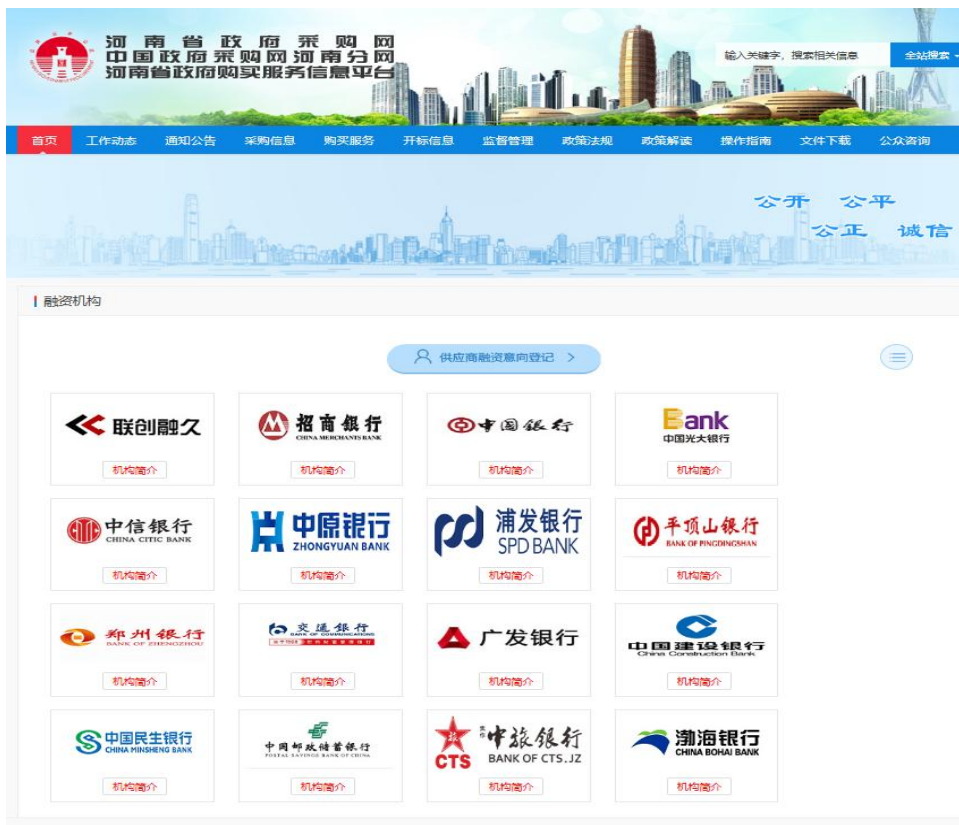 河南省政府采购网
中国政府采购网河南分网
河南省政府购买服务信息平台
输入关键字，搜索相关信息 全站搜索
首页 工作动态 通知公告 采购信息 购买服务 开标信息 监督管理 政策法规 政策解读 操作指南 文件下载 公众咨询
公开 公平
公正 诚信
融资机构
供应商融资意向登记 >
联创融久
机构简介
招商银行
CHINA MERCHANTS BANK
机构简介
中国银行
机构简介
Bank
中国光大银行
机构简介
CITIC
中信银行
CHINA CITIC BANK
机构简介
中原银行
ZHONGYUAN BANK
机构简介
浦发银行
SPD BANK
机构简介
平顶山银行
BANK OF PINGDINGSHAN
机构简介
郑州银行
BANK OF ZHENGZHOU
机构简介
交通银行
BANK OF COMMUNICATIONS
机构简介
广发银行
机构简介
中国建设银行
China Construction Bank
机构简介
中国民生银行
CHINA MINSHENG BANK
机构简介
中国邮政储蓄银行
POSTAL SAVINGS BANK OF CHINA
机构简介
旅
CTS
焦作中旅银行
BANK OF CTS.JZ
机构简介
渤海银行
CHINA BOHAI BANK
机构简介